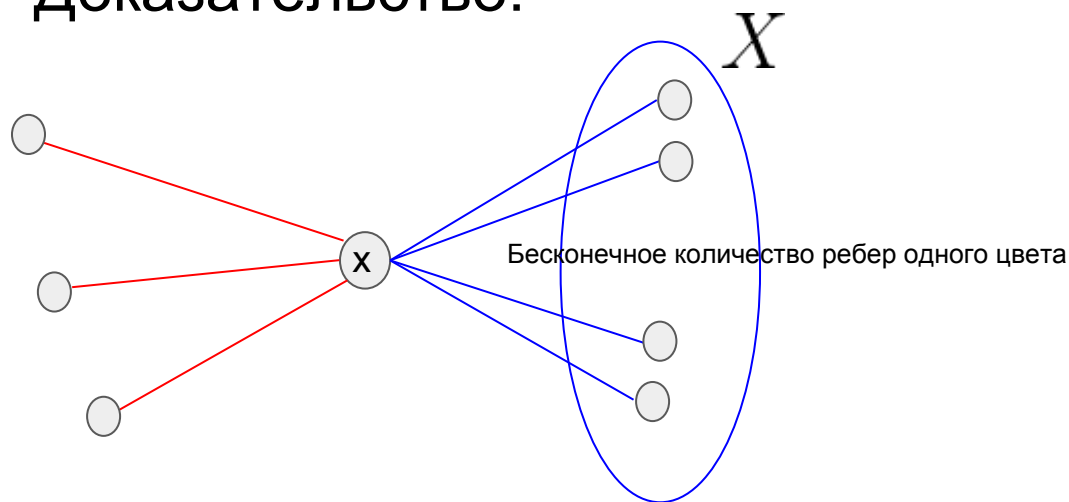 Доказательство:
X
x
Бесконечное количество ребер одного цвета